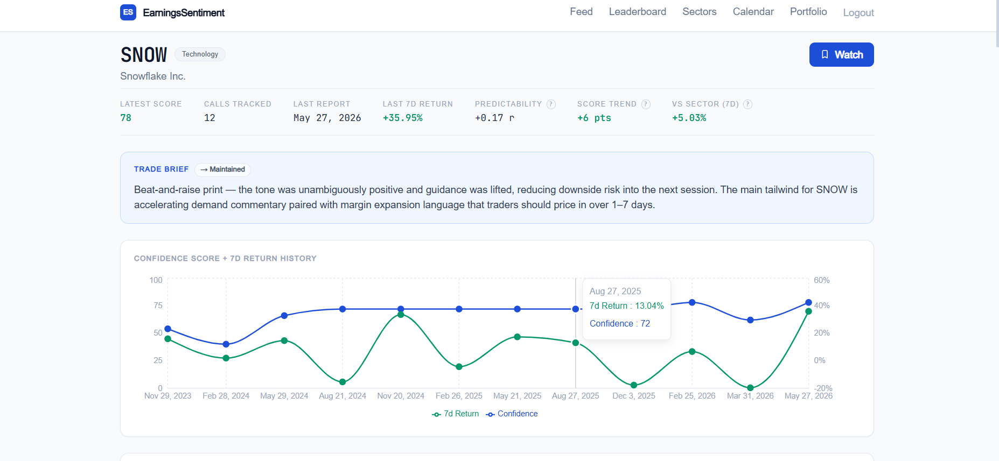 ES EarningsSentiment Feed Leaderboard Sectors Calendar Portfolio Logout
SNOW Technology Watch
Snowflake Inc.
LATEST SCORE CALLS TRACKED LAST REPORT LAST 7D RETURN PREDICTABILITY ? SCORE TREND ? VS SECTOR (7D) ?
78 12 May 27, 2026 +35.95% +0.17 r +6 pts +5.03%
TRADE BRIEF → Maintained
Beat-and-raise print — the tone was unambiguously positive and guidance was lifted, reducing downside risk into the next session. The main tailwind for SNOW is
accelerating demand commentary paired with margin expansion language that traders should price in over 1–7 days.
CONFIDENCE SCORE + 7D RETURN HISTORY
100 60%
Aug 27, 2025
75 7d Return : 13.04% 40%
Confidence : 72
50 20%
25 0%
0 -20%
Nov 29, 2023 Feb 28, 2024 May 29, 2024 Aug 21, 2024 Nov 20, 2024 Feb 26, 2025 May 21, 2025 Aug 27, 2025 Dec 3, 2025 Feb 25, 2026 Mar 31, 2026 May 27, 2026
7d Return Confidence